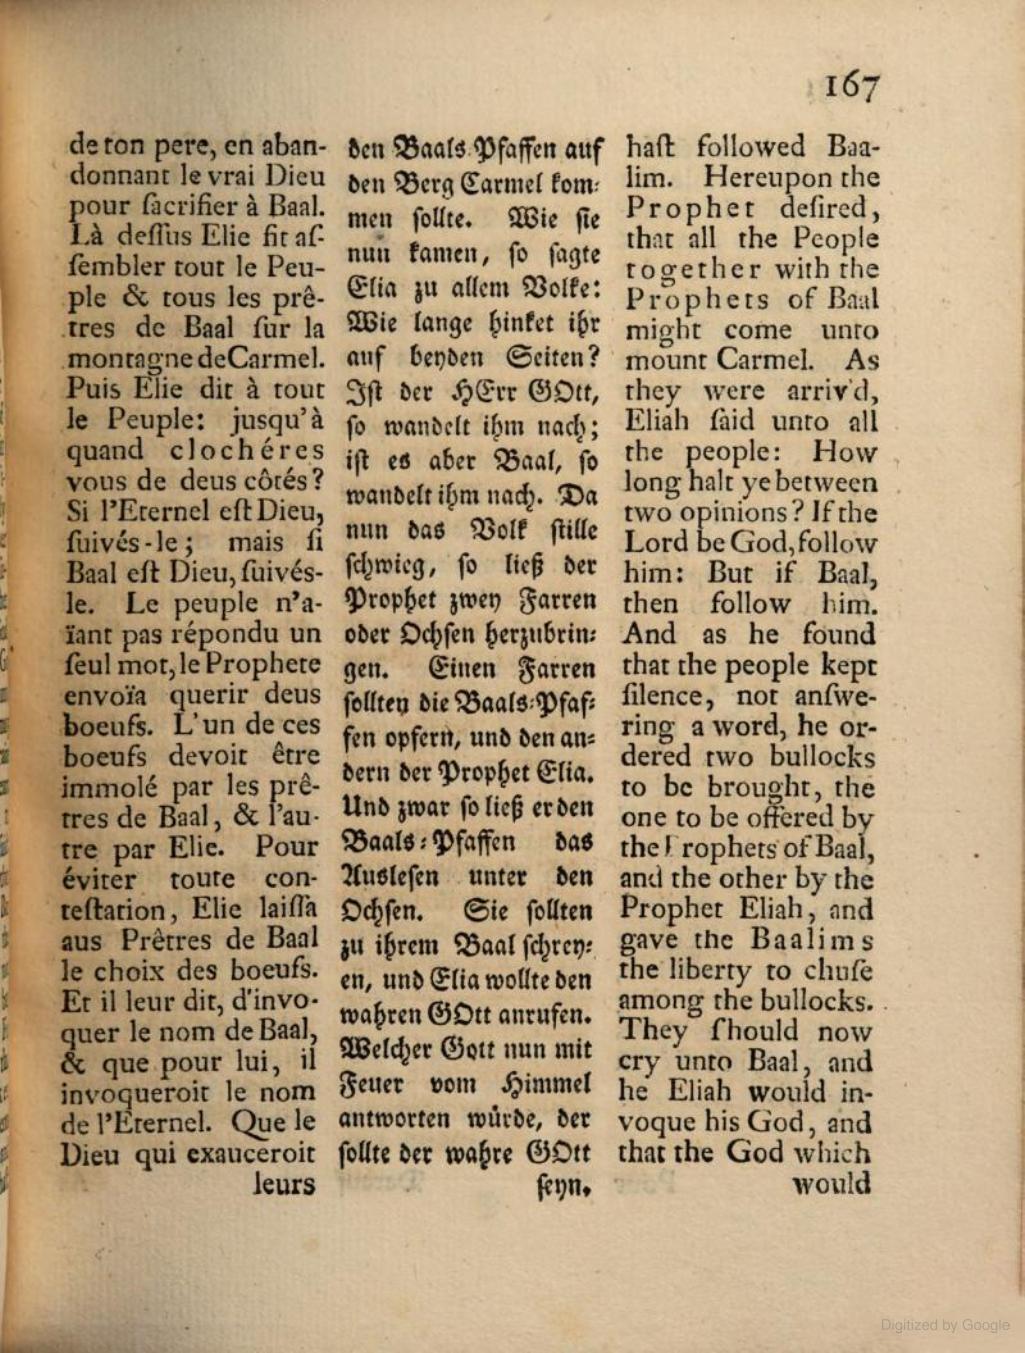 167
de ton pere, en aban-
donnant le vrai Dieu
pour ſacrifier à Baal.
Là deſſus Elie fit aſ-
ſembler tout le Peu-
ple & tous les prê-
tres de Baal ſur la
montagne de Carmel.
Puis Elie dit à tout
le Peuple: jusqu'à
quand clochéres
vous de deus côtés?
Si l'Eternel eſt Dieu,
ſuivés-le; mais ſi
Baal eſt Dieu, ſuivés-
le. Le peuple n'a-
ïant pas répondu un
ſeul mot, le Prophete
envoïa querir deus
boeufs. L'un de ces
boeufs devoit être
immolé par les prê-
tres de Baal, & l'au-
tre par Elie. Pour
éviter toute con-
teſtation, Elie laiſſa
aus Prêtres de Baal
le choix des boeufs.
Et il leur dit, d'invo-
quer le nom de Baal,
& que pour lui, il
invoqueroit le nom
de l'Eternel. Que le
Dieu qui exauceroit
leurs
den Baals-Pfaffen auf
den Berg Carmel kom-
men ſollte. Wie ſie
nun kamen, ſo ſagte
Elia zu allem Volke:
Wie lange hinket ihr
auf beyden Seiten?
Iſt der HErr GOtt,
ſo wandelt ihm nach;
iſt es aber Baal, ſo
wandelt ihm nach. Da
nun das Volk ſtille
ſchwieg, ſo ließ der
Prophet zwey Farren
oder Ochſen herzubrin-
gen. Einen Farren
ſollten die Baals-Pfaf-
fen opfern, und den an-
dern der Prophet Elia.
Und zwar ſo ließ er den
Baals-Pfaffen das
Ausleſen unter den
Ochſen. Sie ſollten
zu ihrem Baal ſchrey-
en, und Elia wollte den
wahren GOtt anrufen.
Welcher Gott nun mit
Feuer vom Himmel
antworten würde, der
ſollte der wahre GOtt
ſeyn.
haſt followed Baa-
lim. Hereupon the
Prophet deſired,
that all the People
together with the
Prophets of Baal
might come unto
mount Carmel. As
they were arriv'd,
Eliah ſaid unto all
the people: How
long halt ye between
two opinions? If the
Lord be God, follow
him: But if Baal,
then follow him.
And as he found
that the people kept
ſilence, not anſwe-
ring a word, he or-
dered two bullocks
to be brought, the
one to be offered by
the Prophets of Baal,
and the other by the
Prophet Eliah, and
gave the Baalims
the liberty to chuſe
among the bullocks.
They ſhould now
cry unto Baal, and
he Eliah would in-
voque his God, and
that the God which
would
Digitized by Google